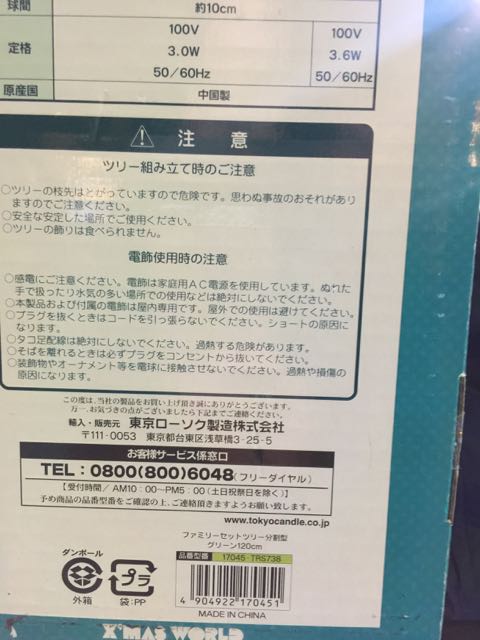 球間 約10cm
定格 100V 100V
3.0W 3.6W
50/60Hz 50/60Hz
原産国 中国製
注意
ツリー組み立て時のご注意
○ツリーの枝先はとがっていますので危険です。思わぬ事故のおそれがあり
ますのでご注意ください。
○安全な安定した場所でご使用ください。
○ツリーの飾りは食べられません。
電飾使用時の注意
○感電にご注意ください。電飾は家庭用AC電源を使用しています。ぬれた
手で扱ったり水気の多い場所での使用などは絶対にしないでください。
○本製品および付属の電飾は屋内専用です。屋外での使用は避けてください。
○プラグを抜くときはコードを引っ張らないでください。ショートの原因に
なります。
○タコ足配線は絶対にしないでください。過熱する危険があります。
○そばを離れるときは必ずプラグをコンセントから抜いてください。
○装飾物やオーナメント等を電球に接触させないでください。過熱や損傷の
原因になります。
この度は、当社の製品をお買い上げ頂き誠にありがとうございます。
万一、お気づきの点がございましたら下記までご連絡ください。
輸入・販売元 東京ローソク製造株式会社
〒111-0053 東京都台東区浅草橋3-25-5
お客様サービス係窓口
TEL:0800(800)6048(フリーダイヤル)
【受付時間/AM10:00〜PM5:00(土日祝祭日を除く)】
予め商品の品番型番をご確認の上、ご連絡頂きますようお願い致します。
www.tokyocandle.co.jp
ファミリーセットツリー分割型
グリーン120cm
品番型番 17045・TRS738
ダンボール
外箱
プラ
袋:PP
4 904922 170451
MADE IN CHINA
X'MAS WORLD